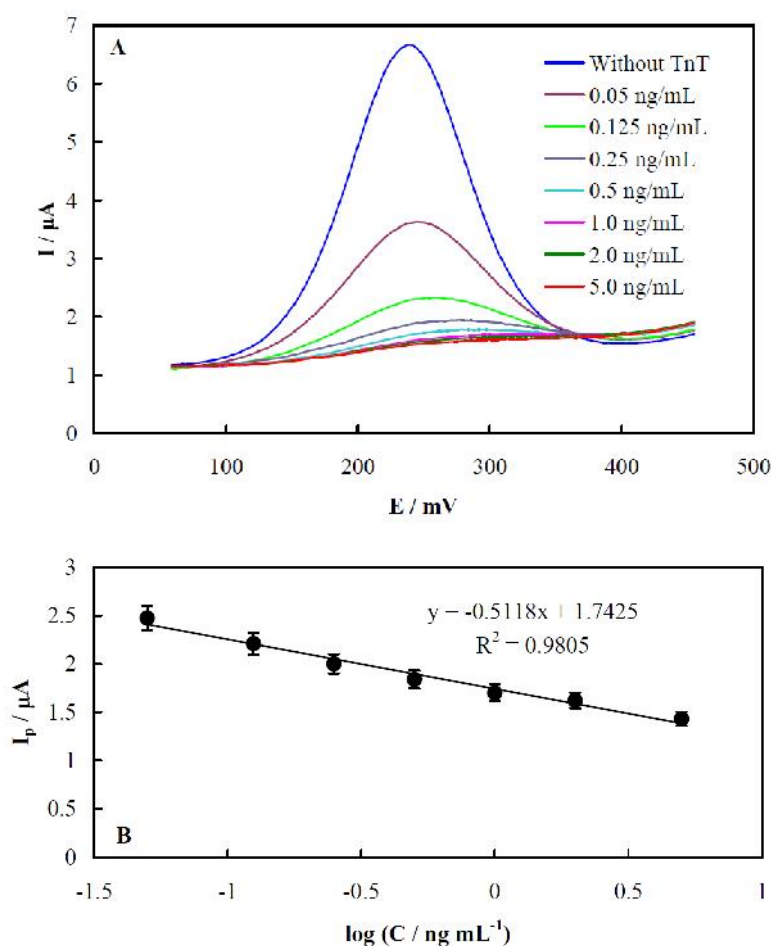 A
7
6
5
4
3
2
1
0
I / µA
Without TnT
0.05 ng/mL
0.125 ng/mL
0.25 ng/mL
0.5 ng/mL
1.0 ng/mL
2.0 ng/mL
5.0 ng/mL
0 100 200 300 400 500
E / mV
3
2.5
2
1.5
1
0.5
0
Iₚ / µA
y = -0.5118x + 1.7425
R² = 0.9805
B
-1.5 -1 -0.5 0 0.5 1
log (C / ng mL⁻¹)